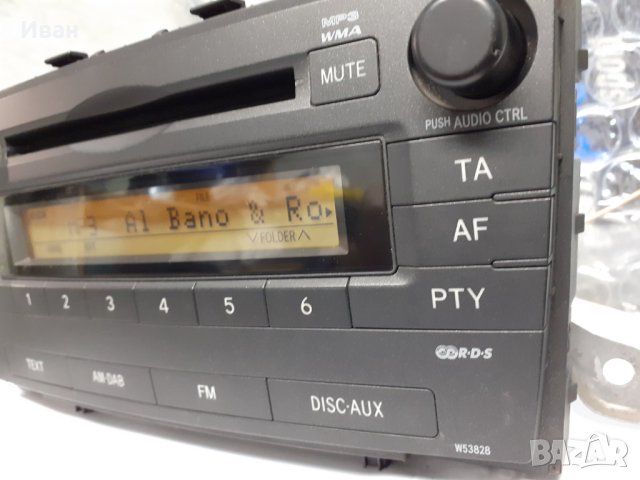 Иван
MP3
WMA
MUTE
PUSH AUDIO CTRL
TA
Al Bano & Ro▸
AF
∨FOLDER∧
1 2 3 4 5 6
PTY
R·D·S
TEXT
AM·DAB
FM
DISC·AUX
W53828
BAZAR